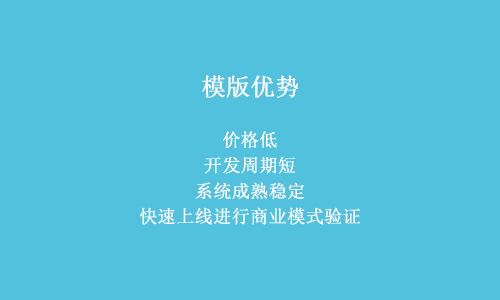 模版优势
价格低
开发周期短
系统成熟稳定
快速上线进行商业模式验证